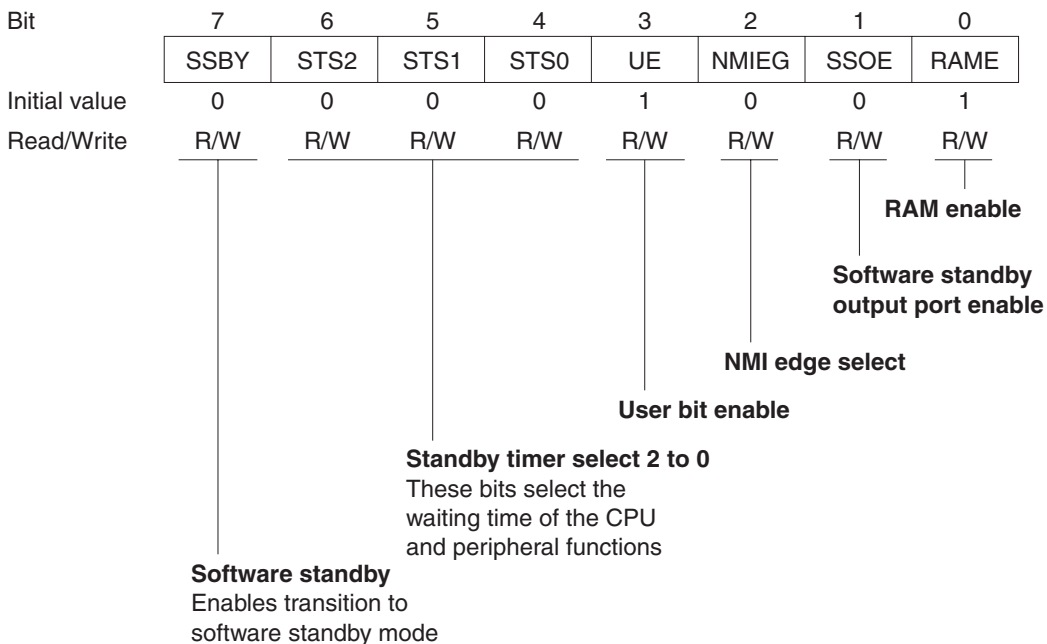 Bit 7 6 5 4 3 2 1 0
SSBY STS2 STS1 STS0 UE NMIEG SSOE RAME
Initial value 0 0 0 0 1 0 0 1
Read/Write R/W R/W R/W R/W R/W R/W R/W R/W
RAM enable
Software standby
output port enable
NMI edge select
User bit enable
Standby timer select 2 to 0
These bits select the
waiting time of the CPU
and peripheral functions
Software standby
Enables transition to
software standby mode